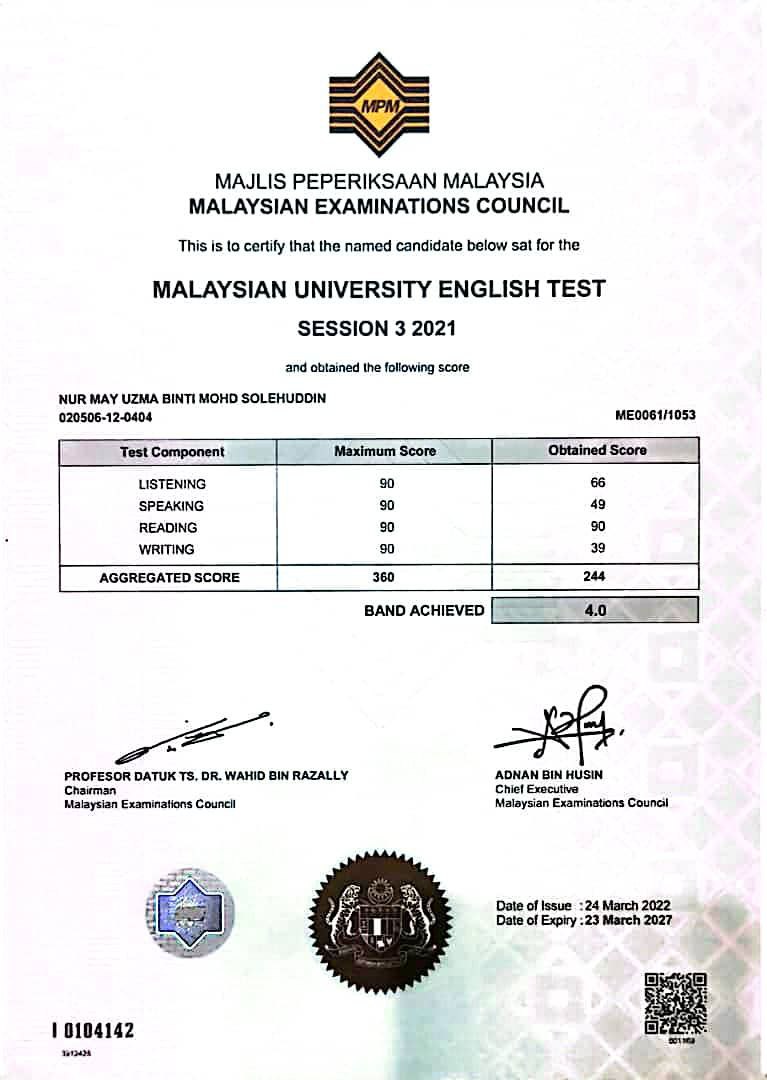 MPM
MAJLIS PEPERIKSAAN MALAYSIA
MALAYSIAN EXAMINATIONS COUNCIL
This is to certify that the named candidate below sat for the
MALAYSIAN UNIVERSITY ENGLISH TEST
SESSION 3 2021
and obtained the following score
NUR MAY UZMA BINTI MOHD SOLEHUDDIN
020506-12-0404 ME0061/1053
Test Component Maximum Score Obtained Score
LISTENING 90 66
SPEAKING 90 49
READING 90 90
WRITING 90 39
AGGREGATED SCORE 360 244
BAND ACHIEVED 4.0
PROFESOR DATUK TS. DR. WAHID BIN RAZALLY
Chairman
Malaysian Examinations Council
ADNAN BIN HUSIN
Chief Executive
Malaysian Examinations Council
Date of Issue : 24 March 2022
Date of Expiry : 23 March 2027
I 0104142